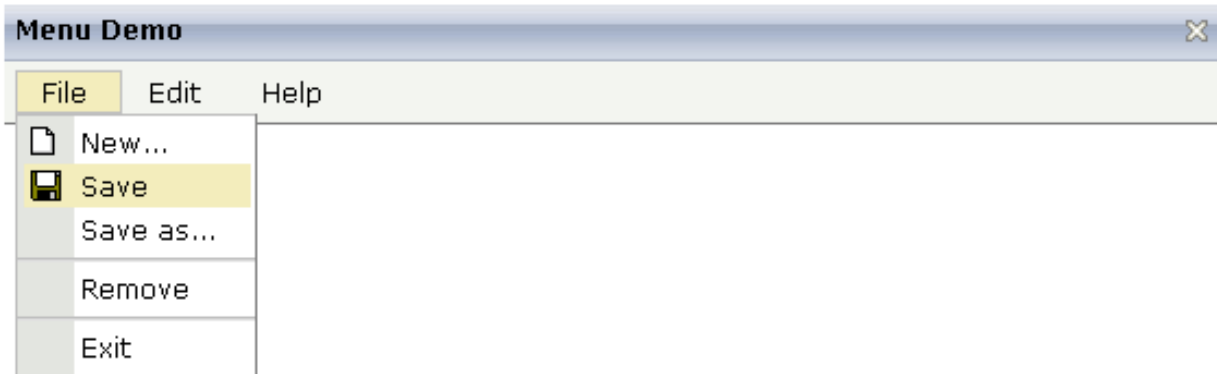 Menu Demo
File Edit Help
New...
Save
Save as...
Remove
Exit